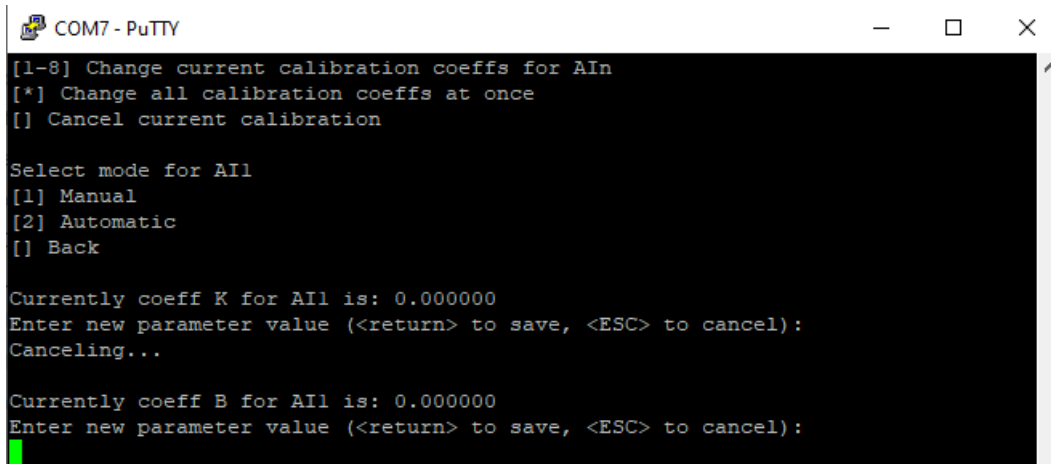 COM7 - PuTTY
[1-8] Change current calibration coeffs for AIn
[*] Change all calibration coeffs at once
[] Cancel current calibration
Select mode for AI1
[1] Manual
[2] Automatic
[] Back
Currently coeff K for AI1 is: 0.000000
Enter new parameter value (<return> to save, <ESC> to cancel):
Canceling...
Currently coeff B for AI1 is: 0.000000
Enter new parameter value (<return> to save, <ESC> to cancel):